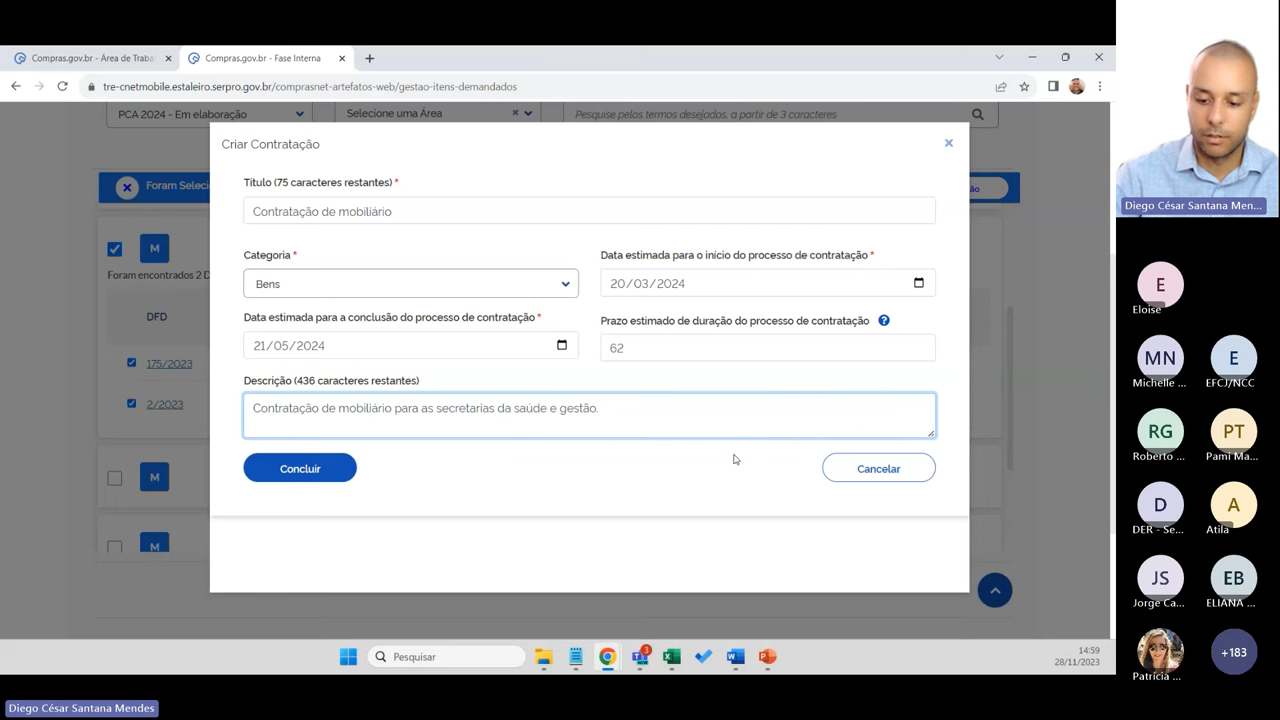 Compras.gov.br - Área de Traba
Compras.gov.br - Fase Interna
tre-cnetmobile.estaleiro.serpro.gov.br/comprasnet-artefatos-web/gestao-itens-demandados
PCA 2024 - Em elaboração
Selecione uma Área
Pesquise pelos termos desejados, a partir de 3 caracteres
Criar Contratação
Foram Seleci
ão
Título (75 caracteres restantes) *
Contratação de mobiliário
M
Foram encontrados 2 D
Categoria *
Data estimada para o início do processo de contratação *
Bens
20/03/2024
DFD
Data estimada para a conclusão do processo de contratação *
Prazo estimado de duração do processo de contratação ?
21/05/2024
62
175/2023
2/2023
Descrição (436 caracteres restantes)
Contratação de mobiliário para as secretarias da saúde e gestão.
Concluir
Cancelar
M
M
Pesquisar
3
14:59
28/11/2023
Diego César Santana Men...
E
Eloíse
MN
Michelle ...
E
EFCJ/NCC
RG
Roberto ...
PT
Pami Ma...
D
DER - Se...
A
Atila
JS
Jorge Ca...
EB
ELIANA ...
Patrícia ...
+183
Diego César Santana Mendes